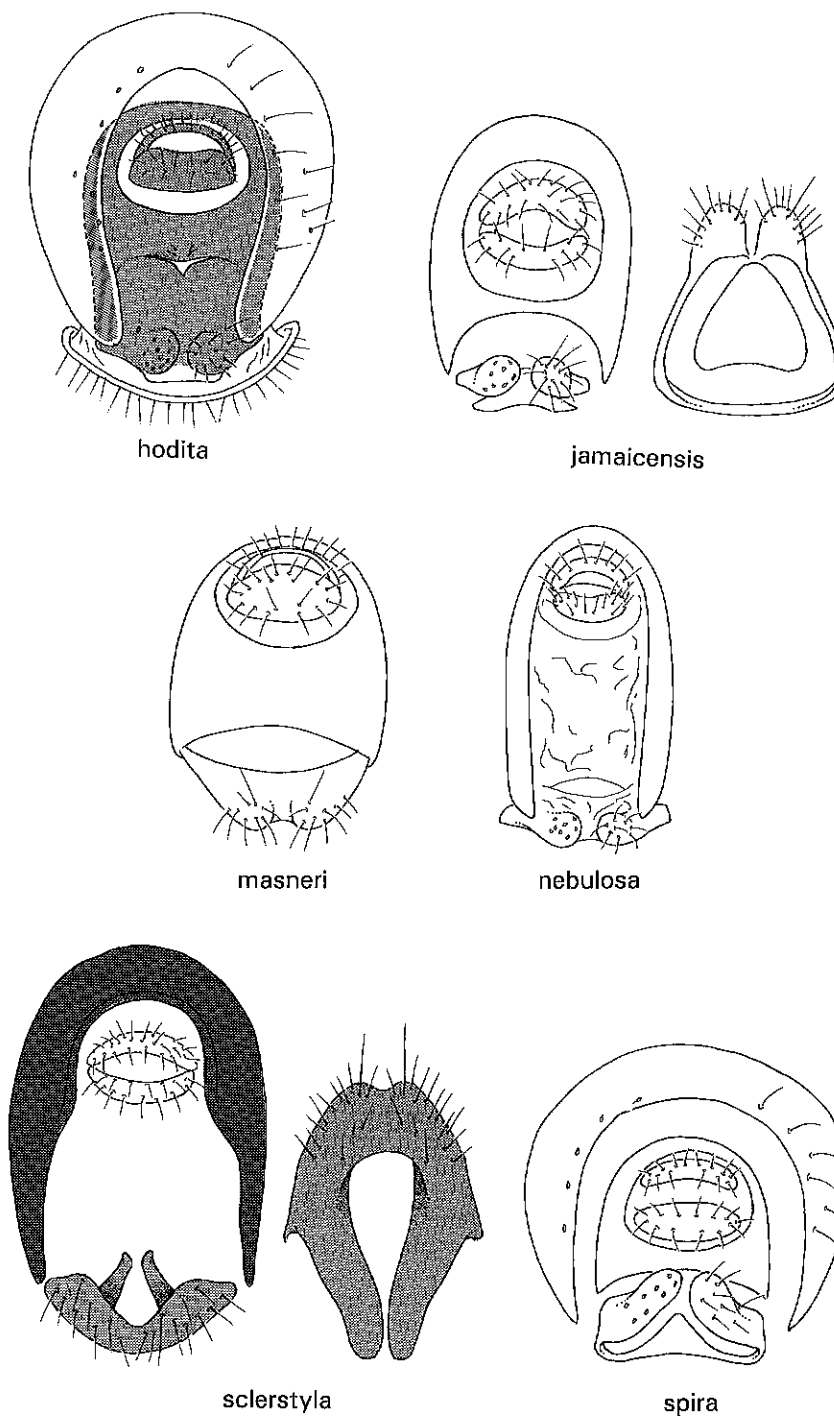 hodita
jamaicensis
masneri
nebulosa
sclerstyla
spira